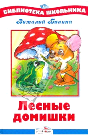 БИБЛИОТЕКА ШКОЛЬНИКА
Виталий Бианки
Лесные
домишки